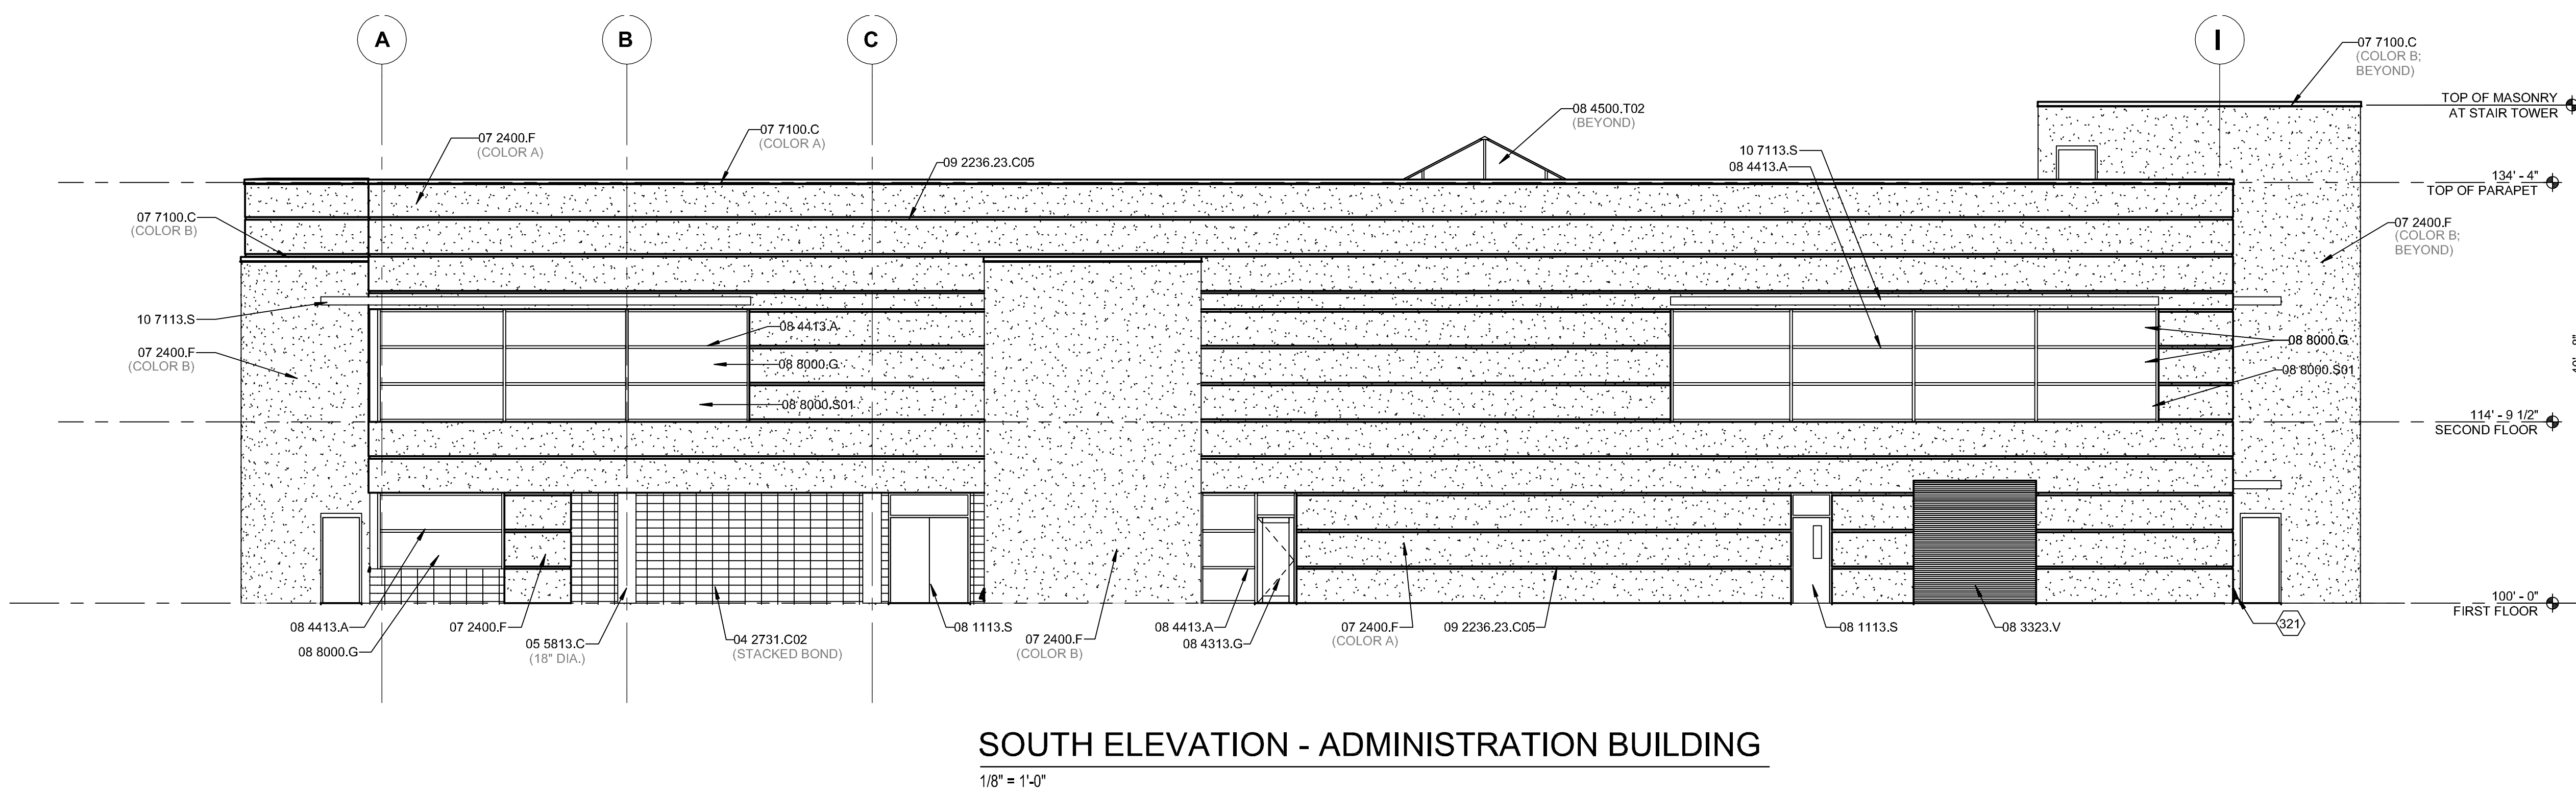 A
B
C
I
07 7100.C
(COLOR B;
BEYOND)
TOP OF MASONRY
AT STAIR TOWER
08 4500.T02
(BEYOND)
07 7100.C
(COLOR A)
07 2400.F
(COLOR A)
09 2236.23.C05
10 7113.S
08 4413.A
134' - 4"
TOP OF PARAPET
07 7100.C
(COLOR B)
07 2400.F
(COLOR B;
BEYOND)
10 7113.S
08 4413.A
08 8000.G
07 2400.F
(COLOR B)
08 8000.G
08 8000.S01
08 8000.S01
114' - 9 1/2"
SECOND FLOOR
100' - 0"
FIRST FLOOR
321
08 4413.A
08 8000.G
07 2400.F
05 5813.C
(18" DIA.)
04 2731.C02
(STACKED BOND)
08 1113.S
07 2400.F
(COLOR B)
08 4413.A
08 4313.G
07 2400.F
(COLOR A)
09 2236.23.C05
08 1113.S
08 3323.V
SOUTH ELEVATION - ADMINISTRATION BUILDING
1/8" = 1'-0"